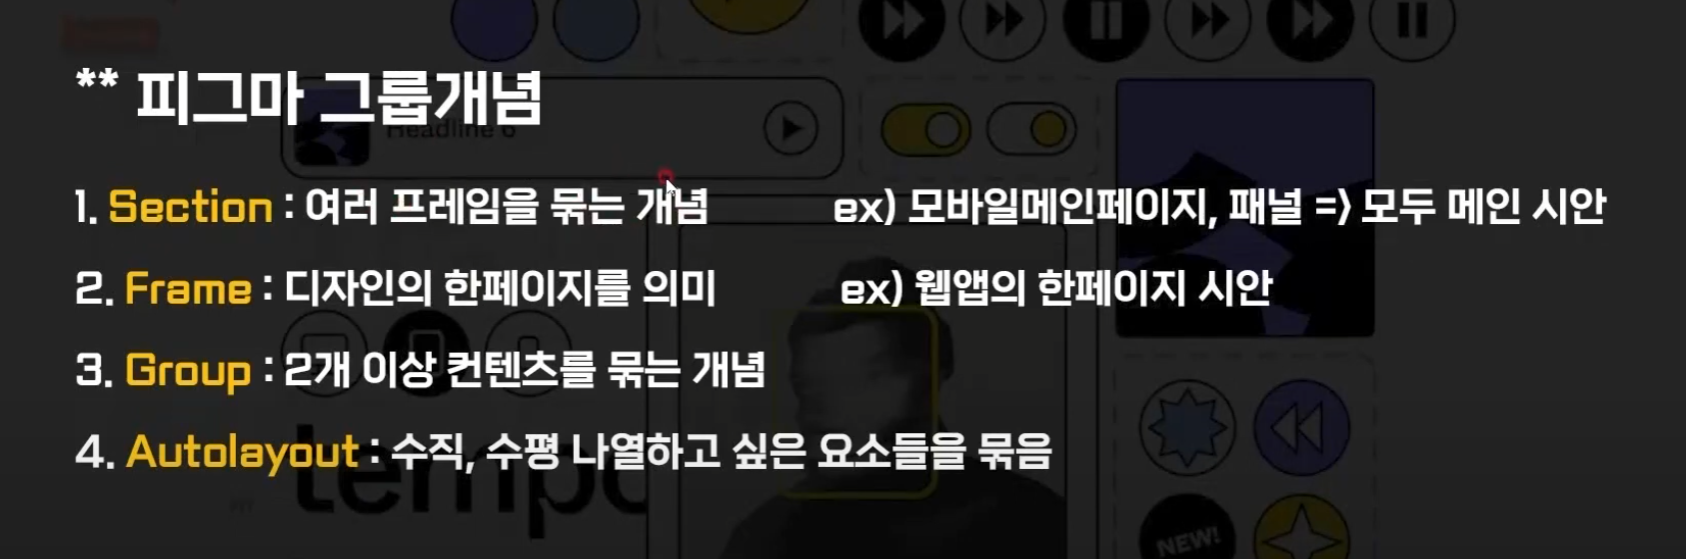 ** 피그마 그룹개념
Headline 6
1. Section : 여러 프레임을 묶는 개념 ex) 모바일메인페이지, 패널 => 모두 메인 시안
2. Frame : 디자인의 한페이지를 의미 ex) 웹앱의 한페이지 시안
3. Group : 2개 이상 컨텐츠를 묶는 개념
4. Autolayout : 수직, 수평 나열하고 싶은 요소들을 묶음
tempo
NEW!